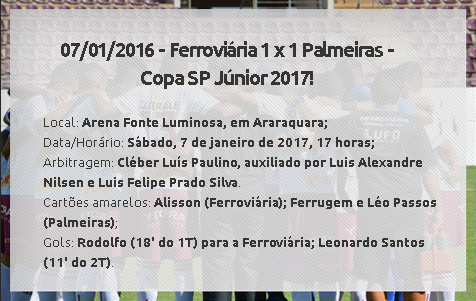 07/01/2016 - Ferroviária 1 x 1 Palmeiras -
Copa SP Júnior 2017!
Local: Arena Fonte Luminosa, em Araraquara;
Data/Horário: Sábado, 7 de janeiro de 2017, 17 horas;
Arbitragem: Cléber Luís Paulino, auxiliado por Luis Alexandre
Nilsen e Luis Felipe Prado Silva.
Cartões amarelos: Alisson (Ferroviária); Ferrugem e Léo Passos
(Palmeiras);
Gols: Rodolfo (18' do 1T) para a Ferroviária; Leonardo Santos
(11' do 2T).